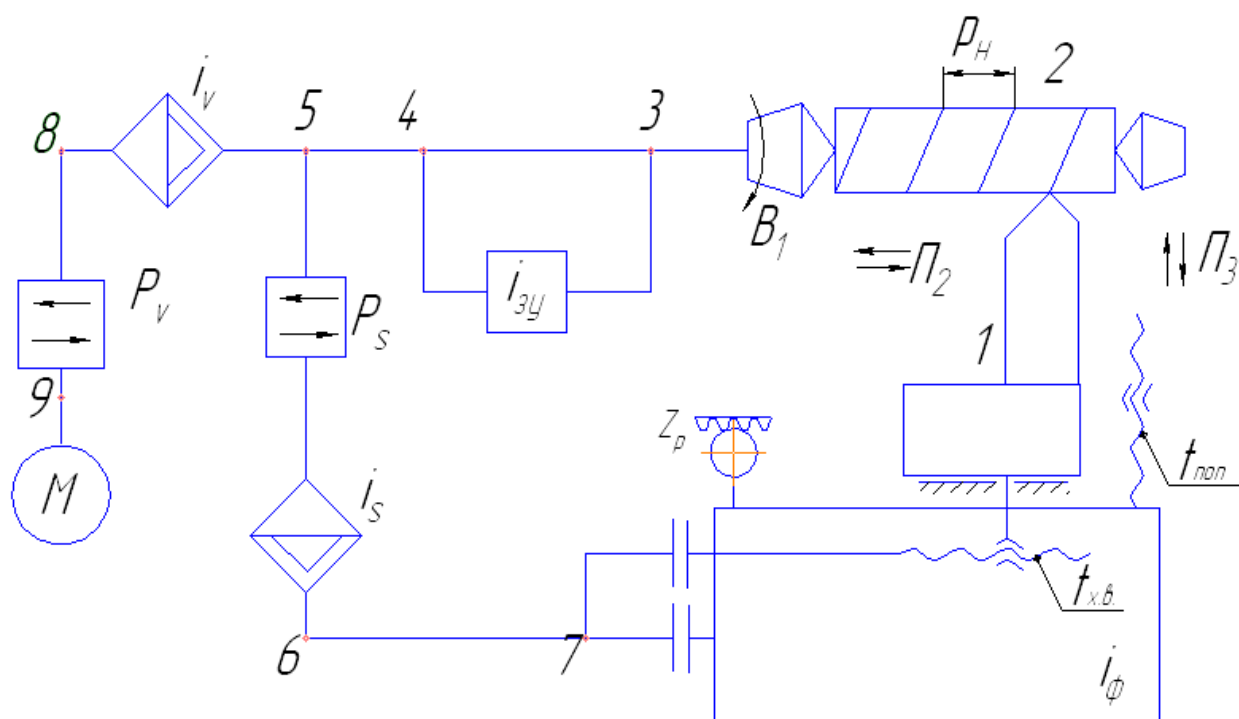 P_н
2
i_v
8
5
4
3
B_1
П_2
П_3
P_v
P_s
i_зу
1
9
Z_p
t_поп
M
i_s
t_х.в.
6
7
i_ф